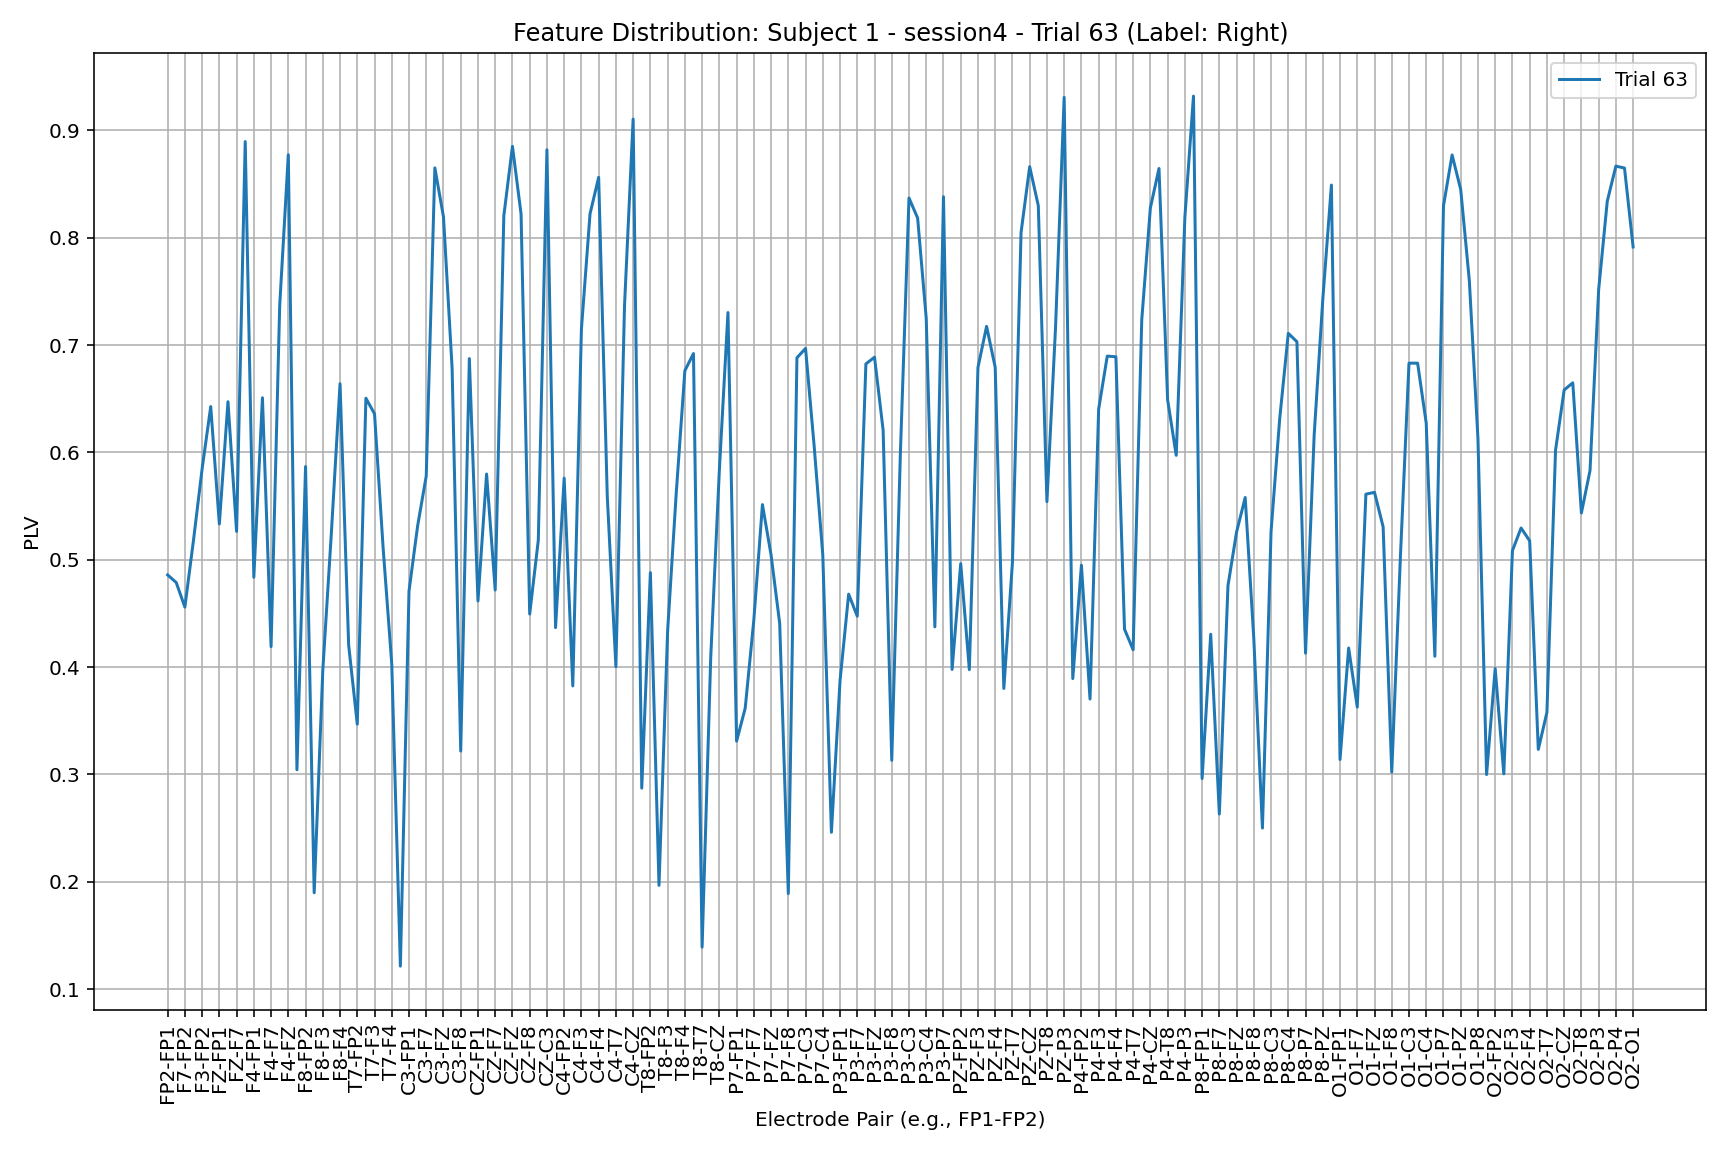 Feature Distribution: Subject 1 - session4 - Trial 63 (Label: Right)
Trial 63
0.9
0.8
0.7
0.6
0.5
0.4
0.3
0.2
0.1
PLV
FP2-FP1
F7-FP2
F3-FP2
FZ-FP1
FZ-F7
F4-FP1
F4-F7
F4-FZ
F8-FP2
F8-F3
F8-F4
T7-FP2
T7-F3
T7-F4
C3-FP1
C3-F7
C3-FZ
C3-F8
CZ-FP1
CZ-F7
CZ-FZ
CZ-F8
CZ-C3
C4-FP2
C4-F3
C4-F4
C4-T7
C4-CZ
T8-FP2
T8-F3
T8-F4
T8-T7
T8-CZ
P7-FP1
P7-F7
P7-FZ
P7-F8
P7-C3
P7-C4
P3-FP1
P3-F7
P3-FZ
P3-F8
P3-C3
P3-C4
P3-P7
PZ-FP2
PZ-F3
PZ-F4
PZ-T7
PZ-CZ
PZ-T8
PZ-P3
P4-FP2
P4-F3
P4-F4
P4-T7
P4-CZ
P4-T8
P4-P3
P8-FP1
P8-F7
P8-FZ
P8-F8
P8-C3
P8-C4
P8-P7
P8-PZ
O1-FP1
O1-F7
O1-FZ
O1-F8
O1-C3
O1-C4
O1-P7
O1-PZ
O1-P8
O2-FP2
O2-F3
O2-F4
O2-T7
O2-CZ
O2-T8
O2-P3
O2-P4
O2-O1
Electrode Pair (e.g., FP1-FP2)